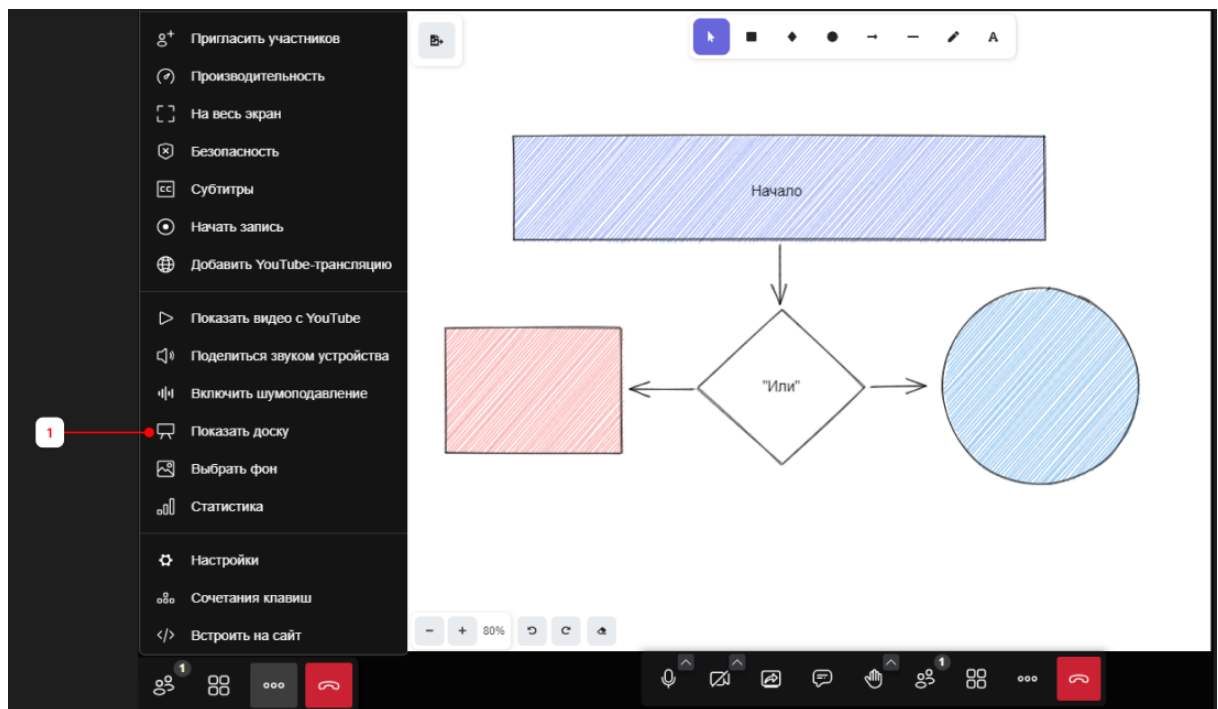 Пригласить участников
Производительность
На весь экран
Безопасность
CC Субтитры
Начать запись
Добавить YouTube-трансляцию
Показать видео с YouTube
Поделиться звуком устройства
Включить шумоподавление
1
Показать доску
Выбрать фон
Статистика
Настройки
Сочетания клавиш
</> Встроить на сайт
1
A
Начало
"Или"
− + 80%
1